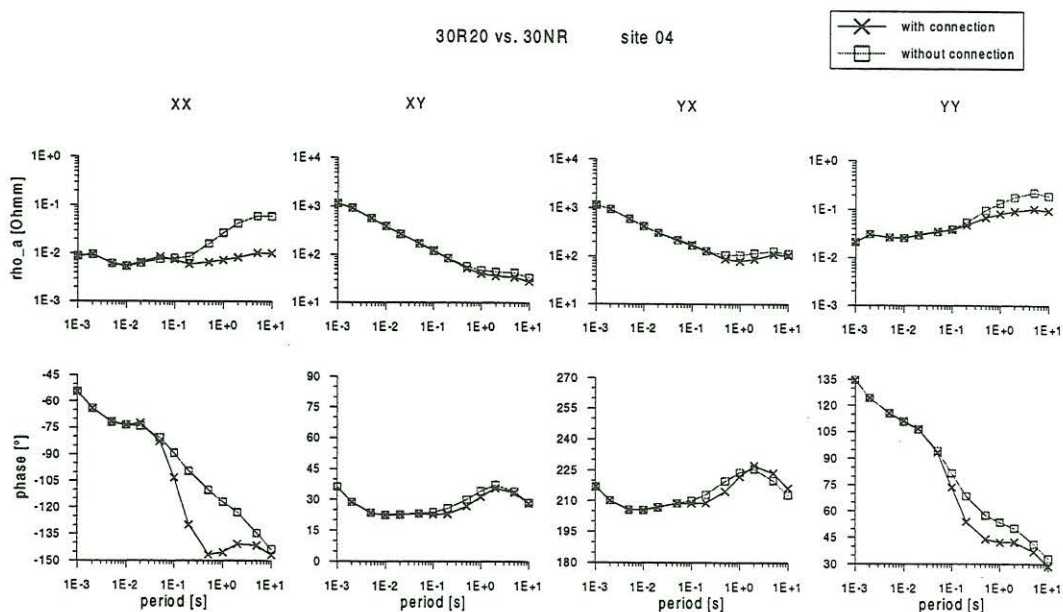 30R20 vs. 30NR site 04
with connection
without connection
XX XY YX YY
rho_a [Ohmm]
1E+0 1E+4 1E+4 1E+0
1E-1 1E+3 1E+3 1E-1
1E-2 1E+2 1E+2 1E-2
1E-3 1E+1 1E+1 1E-3
1E-3 1E-2 1E-1 1E+0 1E+1 1E-3 1E-2 1E-1 1E+0 1E+1 1E-3 1E-2 1E-1 1E+0 1E+1 1E-3 1E-2 1E-1 1E+0 1E+1
phase [°]
-45 90 270 135
-60 75 255 120
-75 60 240 105
-90 45 225 90
-105 30 210 75
-120 15 195 60
-135 0 180 45
-150 30
1E-3 1E-2 1E-1 1E+0 1E+1 1E-3 1E-2 1E-1 1E+0 1E+1 1E-3 1E-2 1E-1 1E+0 1E+1 1E-3 1E-2 1E-1 1E+0 1E+1
period [s] period [s] period [s] period [s]